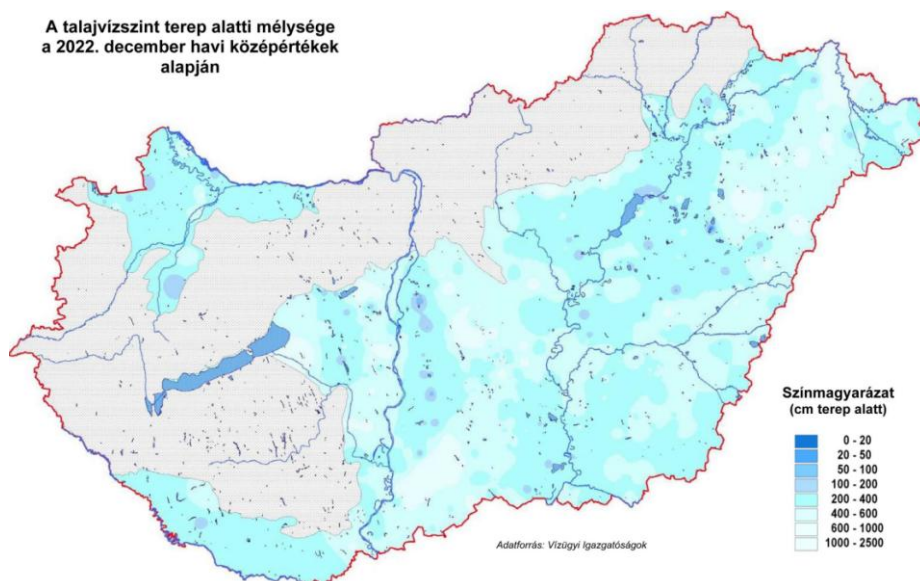 A talajvízszint terep alatti mélysége
a 2022. december havi középértékek
alapján
Színmagyarázat
(cm terep alatt)
0 - 20
20 - 50
50 - 100
100 - 200
200 - 400
400 - 600
600 - 1000
1000 - 2500
Adatforrás: Vízügyi Igazgatóságok